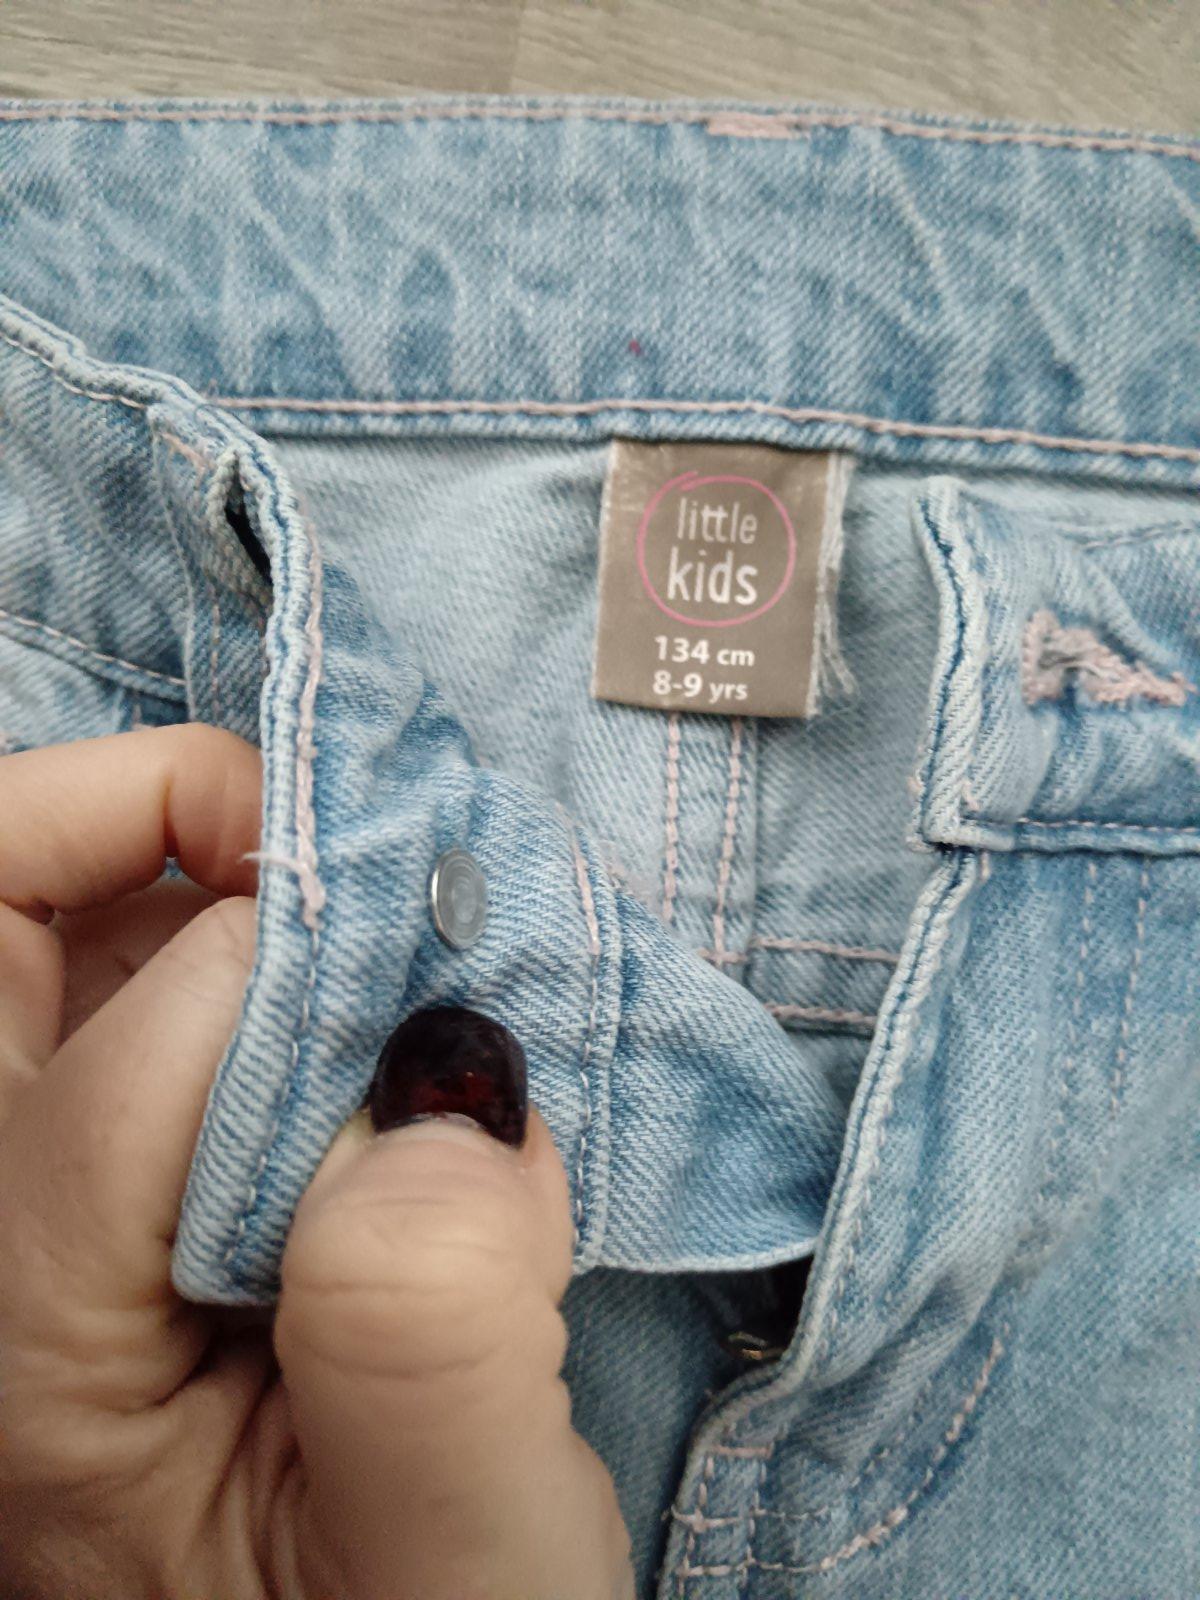 little
kids
134 cm
8-9 yrs